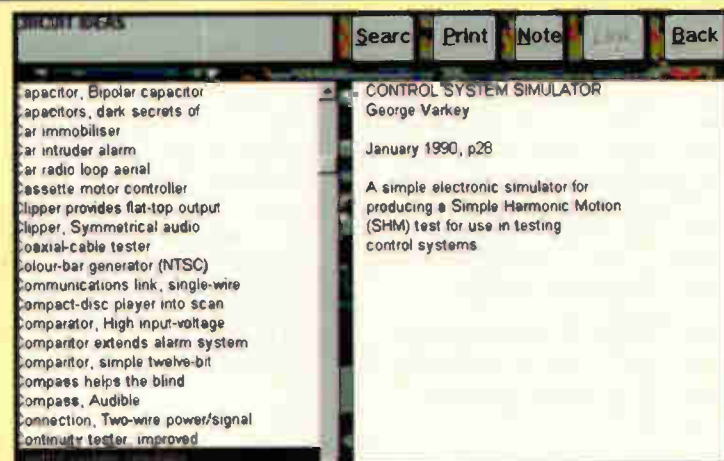 CIRCUIT IDEAS
Searc Print Note Link Back
apacitor, Bipolar capacitor
apacitors, dark secrets of
ar immobiliser
ar intruder alarm
ar radio loop aerial
assette motor controller
lipper provides flat-top output
lipper, Symmetrical audio
oaxial-cable tester
olour-bar generator (NTSC)
ommunications link, single-wire
ompact-disc player into scan
omparator, High input-voltage
omparitor extends alarm system
omparitor, simple twelve-bit
ompass helps the blind
ompass, Audible
onnection, Two-wire power/signal
ontinuity tester, improved
CONTROL SYSTEM SIMULATOR
George Varkey
January 1990, p28
A simple electronic simulator for
producing a Simple Harmonic Motion
(SHM) test for use in testing
control systems